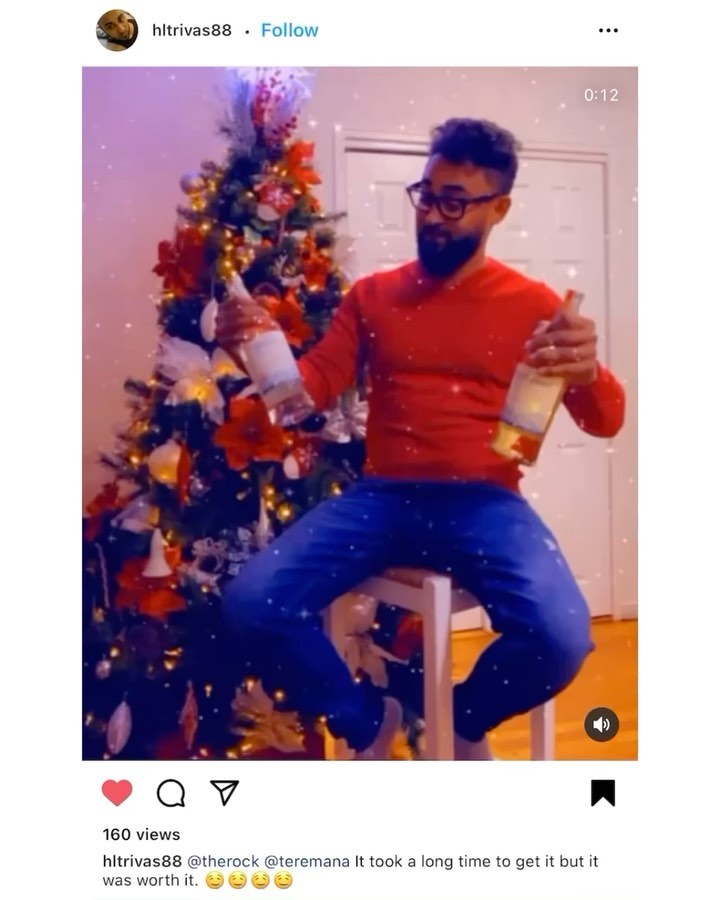 hltrivas88 • Follow
0:12
160 views
hltrivas88 @therock @teremana It took a long time to get it but it
was worth it. 😌😌😌😌